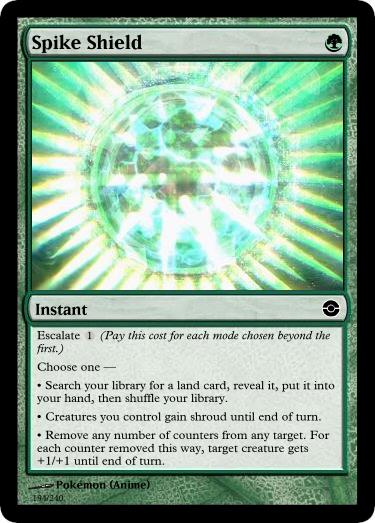 Spike Shield
Instant
Escalate 1 (Pay this cost for each mode chosen beyond the
first.)
Choose one —
• Search your library for a land card, reveal it, put it into
your hand, then shuffle your library.
• Creatures you control gain shroud until end of turn.
• Remove any number of counters from any target. For
each counter removed this way, target creature gets
+1/+1 until end of turn.
Pokémon (Anime)
194/240